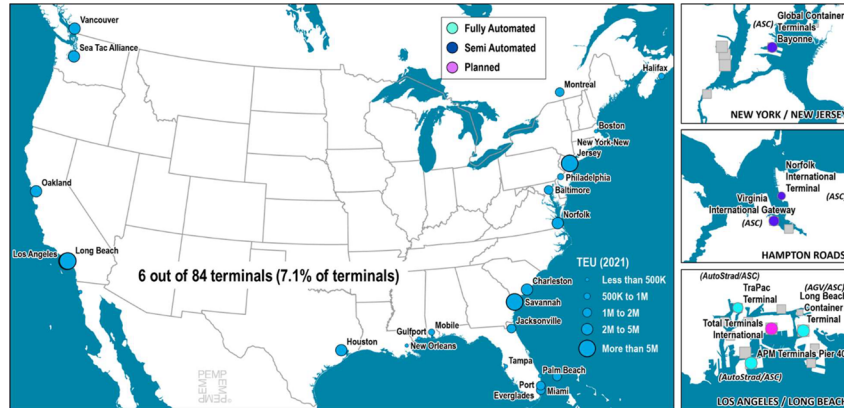 Vancouver
Sea Tac Alliance
Oakland
Los Angeles
Long Beach
Fully Automated
Semi Automated
Planned
Halifax
Montreal
Boston
New York-New
Jersey
Philadelphia
Baltimore
Norfolk
6 out of 84 terminals (7.1% of terminals)
Charleston
Savannah
Jacksonville
Mobile
Gulfport
New Orleans
Houston
Tampa
Palm Beach
Port
Everglades
Miami
TEU (2021)
Less than 500K
500K to 1M
1M to 2M
2M to 5M
More than 5M
PEMP
PEMP
PEMP
PEMP
Global Container
(ASC)
Terminals
Bayonne
NEW YORK / NEW JERSEY
Norfolk
International
Terminal
(ASC)
Virginia
International Gateway
(ASC)
HAMPTON ROADS
(AutoStrad/ASC)
(AGV/ASC)
TraPac
Terminal
Long Beach
Container
Terminal
Total Terminals
International
APM Terminals Pier 40
(AutoStrad/ASC)
LOS ANGELES / LONG BEACH